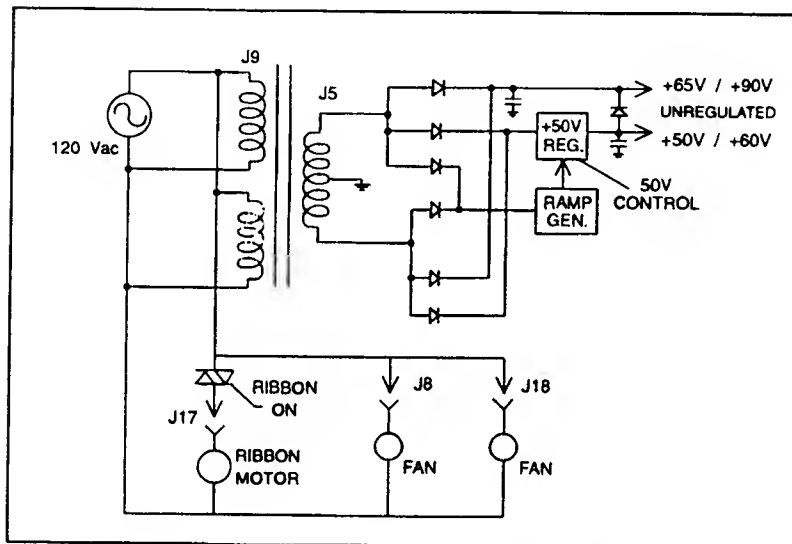 J9
J5
120 Vac
+65V / +90V
UNREGULATED
+50V / +60V
+50V
REG.
50V
CONTROL
RAMP
GEN.
RIBBON
ON
J17
RIBBON
MOTOR
J8
FAN
J18
FAN